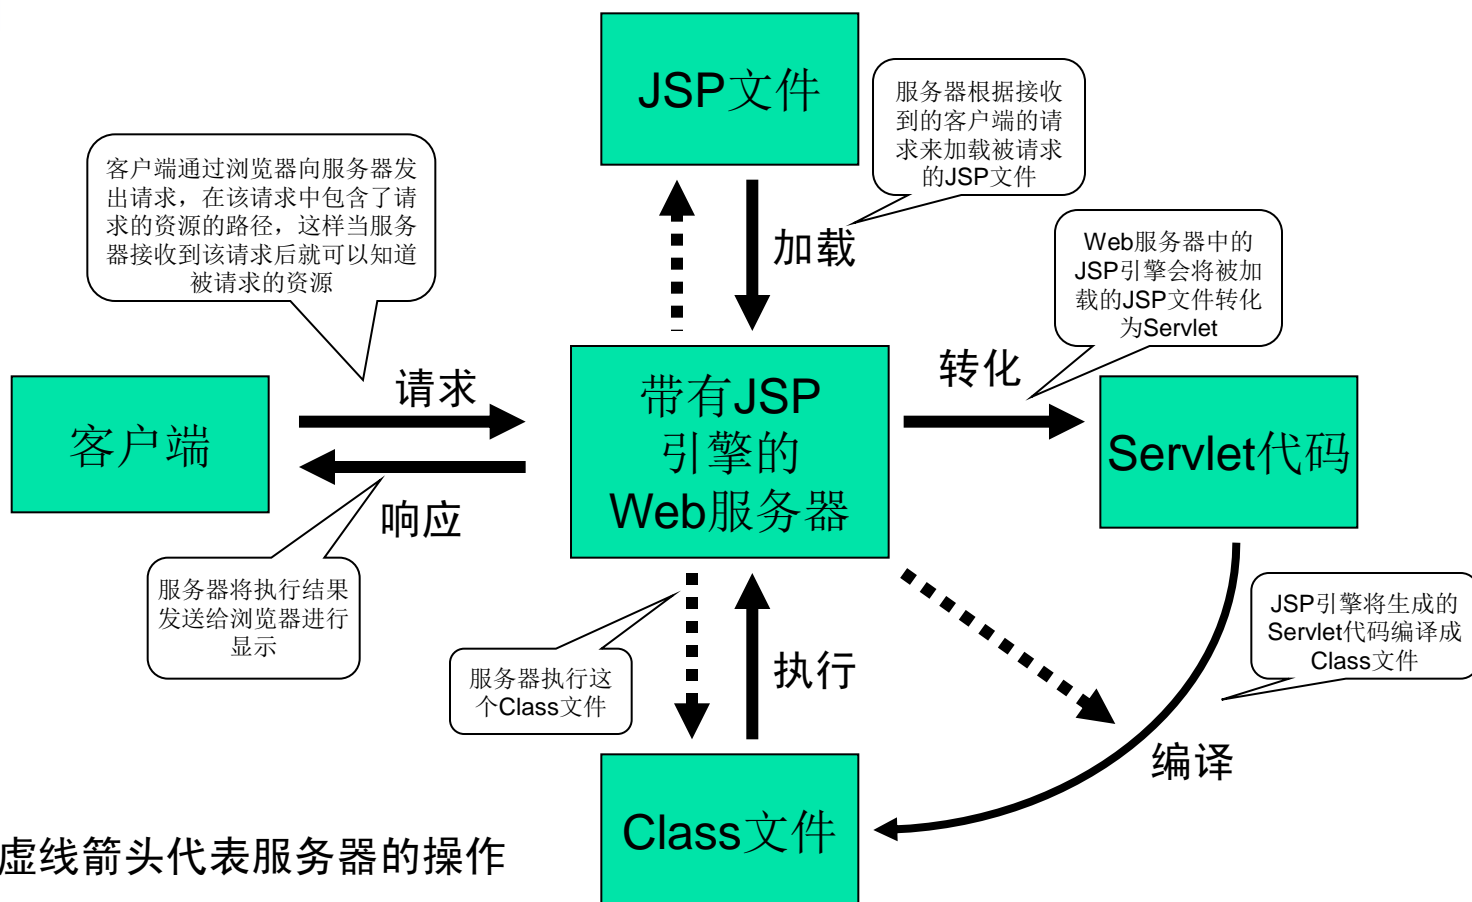 JSP文件
服务器根据接收
到的客户端的请
求来加载被请求
的JSP文件
客户端通过浏览器向服务器发
出请求，在该请求中包含了请
求的资源的路径，这样当服务
器接收到该请求后就可以知道
被请求的资源
加载
Web服务器中的
JSP引擎会将被加
载的JSP文件转化
为Servlet
请求
转化
客户端
带有JSP
引擎的
Web服务器
Servlet代码
响应
服务器将执行结果
发送给浏览器进行
显示
JSP引擎将生成的
Servlet代码编译成
Class文件
服务器执行这
个Class文件
执行
编译
Class文件
虚线箭头代表服务器的操作